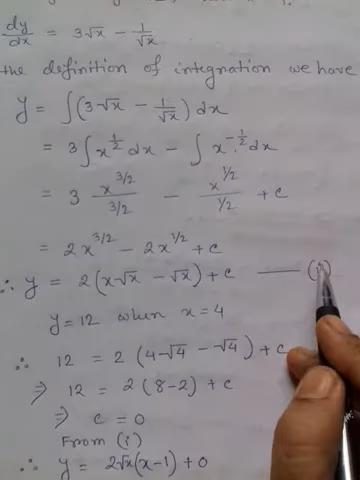 dy/dx = 3√x − 1/√x
the definition of integration we have
y = ∫(3√x − 1/√x) dx
= 3∫x^{1/2} dx − ∫ x^{-1/2} dx
= 3 x^{3/2}/{3/2} − x^{1/2}/{1/2} + c
= 2x^{3/2} − 2x^{1/2} + c
∴ y = 2(x√x − √x) + c —— (i)
y = 12 when x = 4
∴ 12 = 2(4√4 − √4) + c
⇒ 12 = 2(8−2) + c
⇒ c = 0
From (i)
∴ y = 2√x(x−1) + 0